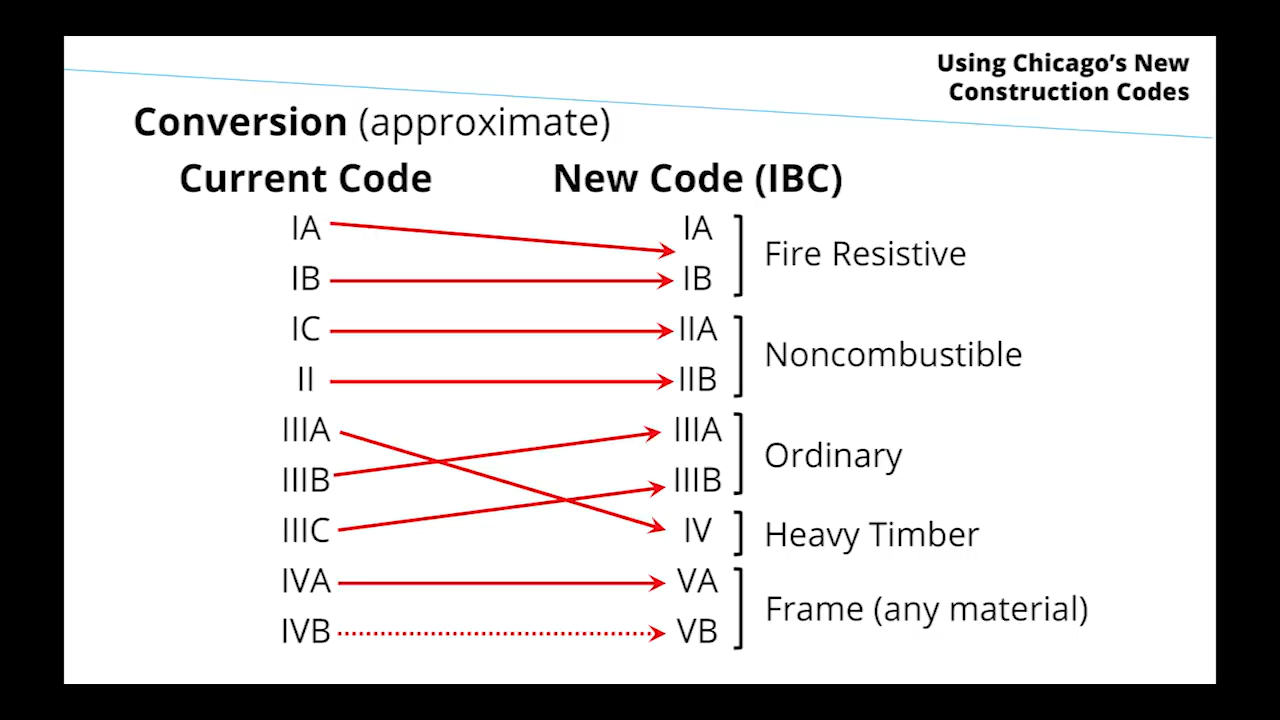 Using Chicago's New
Construction Codes
Conversion (approximate)
Current Code New Code (IBC)
IA IA
Fire Resistive
IB IB
IC IIA
Noncombustible
II IIB
IIIA IIIA
Ordinary
IIIB IIIB
IIIC IV Heavy Timber
IVA VA
Frame (any material)
IVB VB